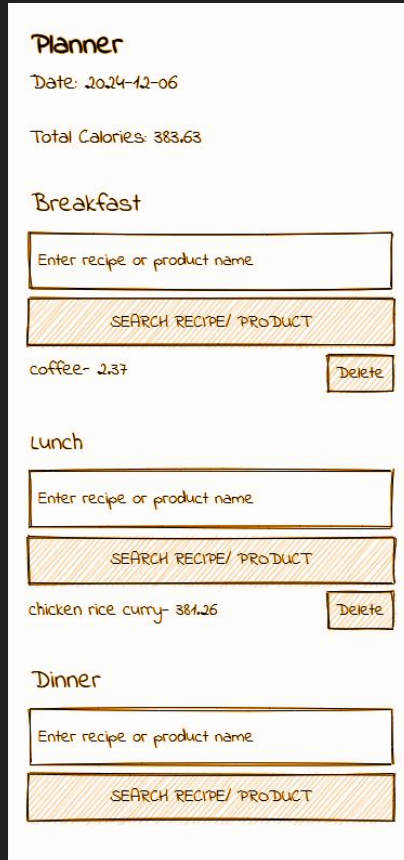 Planner
Date: 2024-12-06
Total Calories: 383.63
Breakfast
Enter recipe or product name
SEARCH RECIPE/ PRODUCT
coffee- 2.37
Delete
Lunch
Enter recipe or product name
SEARCH RECIPE/ PRODUCT
chicken rice curry- 381.26
Delete
Dinner
Enter recipe or product name
SEARCH RECIPE/ PRODUCT